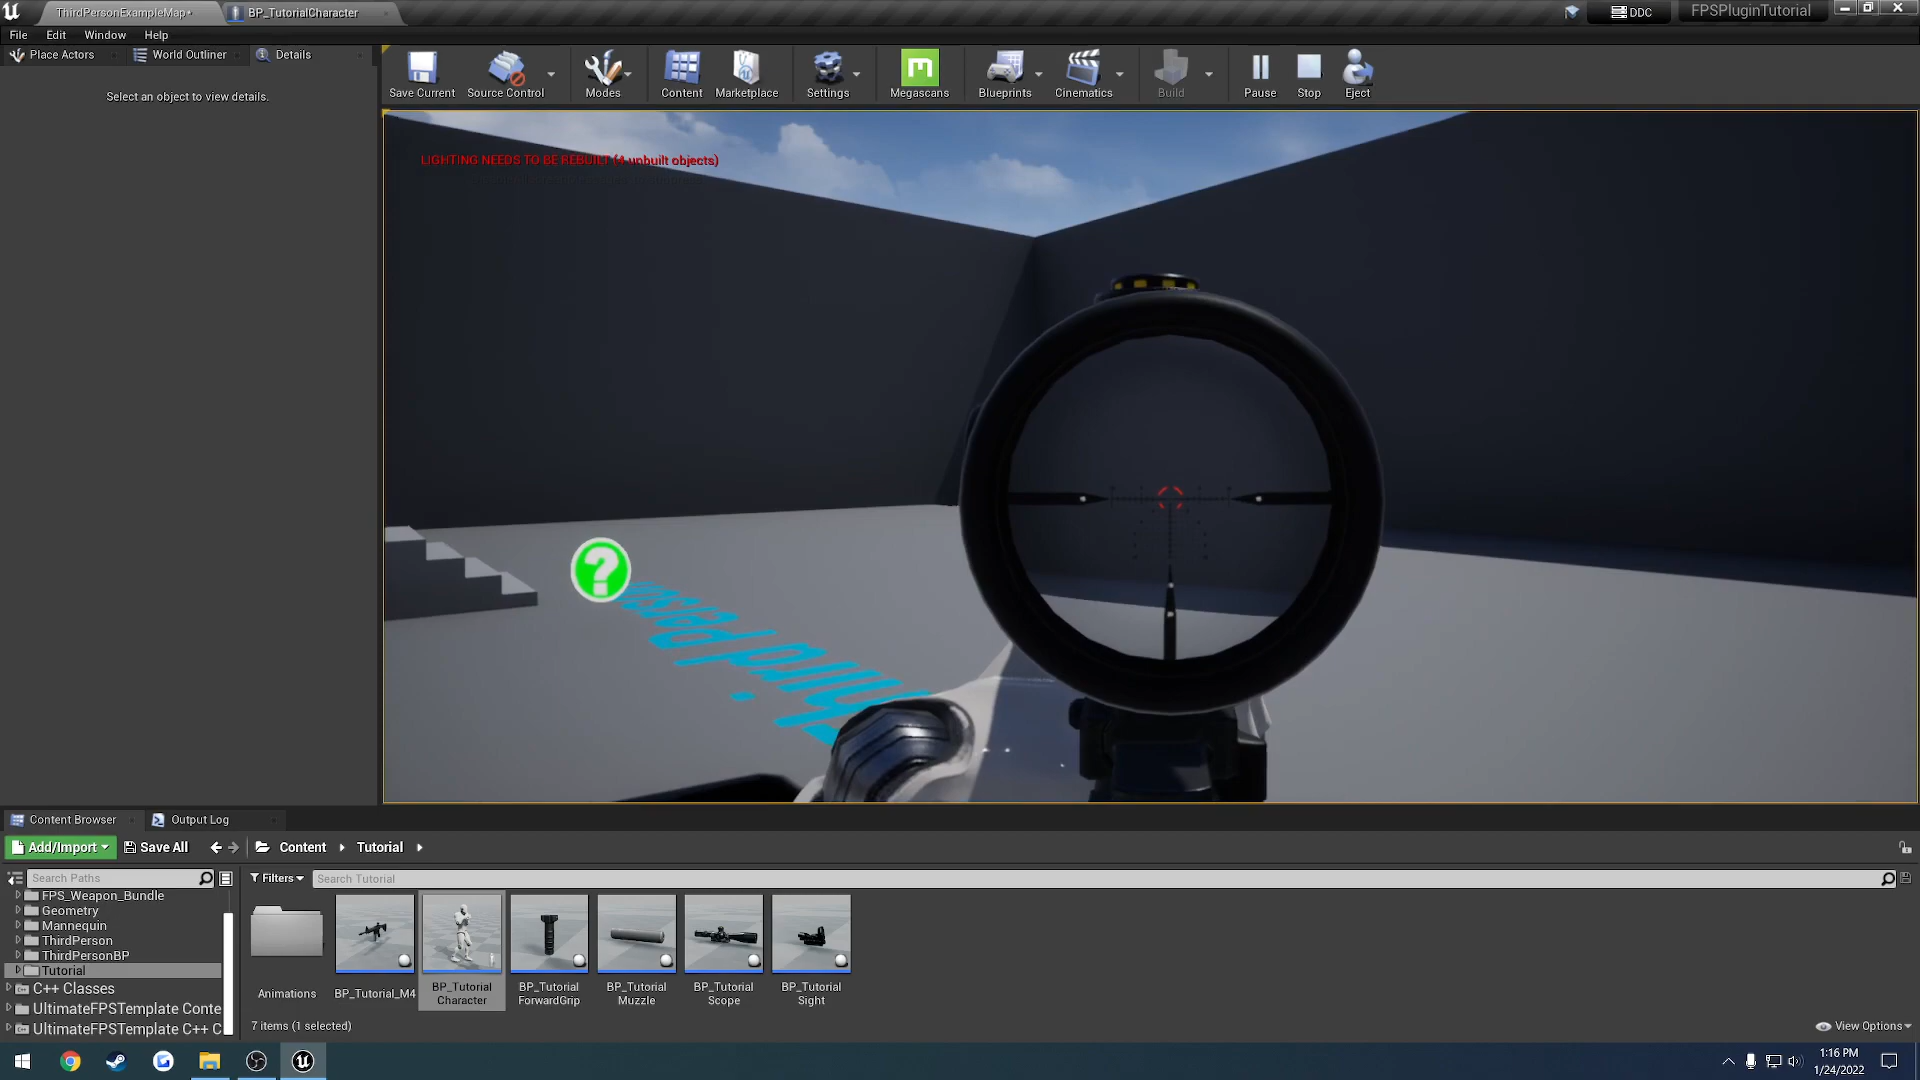 ThirdPersonExampleMap•
BP_TutorialCharacter
DDC
FPSPluginTutorial
File
Edit
Window
Help
Place Actors
World Outliner
Details
Select an object to view details.
Save Current
Source Control
Modes
Content
Marketplace
Settings
Megascans
Blueprints
Cinematics
Build
Pause
Stop
Eject
LIGHTING NEEDS TO BE REBUILT (4 unbuilt objects)
?
Content Browser
Output Log
Add/Import
Save All
Content
Tutorial
Search Paths
Filters
Search Tutorial
FPS_Weapon_Bundle
Geometry
Mannequin
ThirdPerson
ThirdPersonBP
Tutorial
C++ Classes
UltimateFPSTemplate Conte
UltimateFPSTemplate C++ C
Animations
BP_Tutorial_M4
BP_Tutorial
Character
BP_Tutorial
ForwardGrip
BP_Tutorial
Muzzle
BP_Tutorial
Scope
BP_Tutorial
Sight
7 items (1 selected)
View Options
1:16 PM
1/24/2022